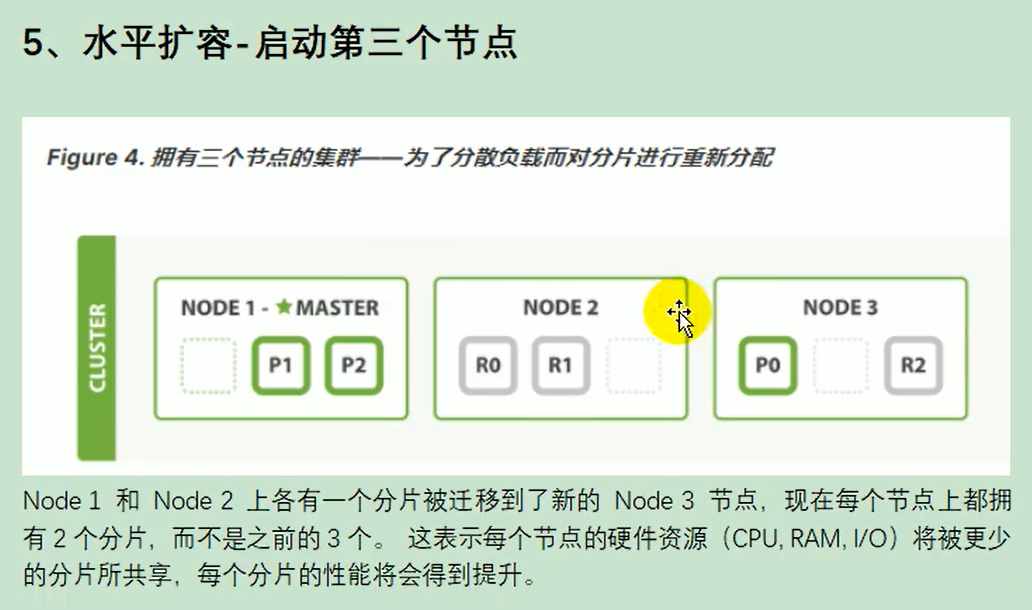 5、水平扩容-启动第三个节点
Figure 4. 拥有三个节点的集群——为了分散负载而对分片进行重新分配
CLUSTER
NODE 1 - ★ MASTER
P1 P2
NODE 2
R0 R1
NODE 3
P0 R2
Node 1 和 Node 2 上各有一个分片被迁移到了新的 Node 3 节点，现在每个节点上都拥
有 2 个分片，而不是之前的 3 个。 这表示每个节点的硬件资源（CPU, RAM, I/O）将被更少
的分片所共享，每个分片的性能将会得到提升。